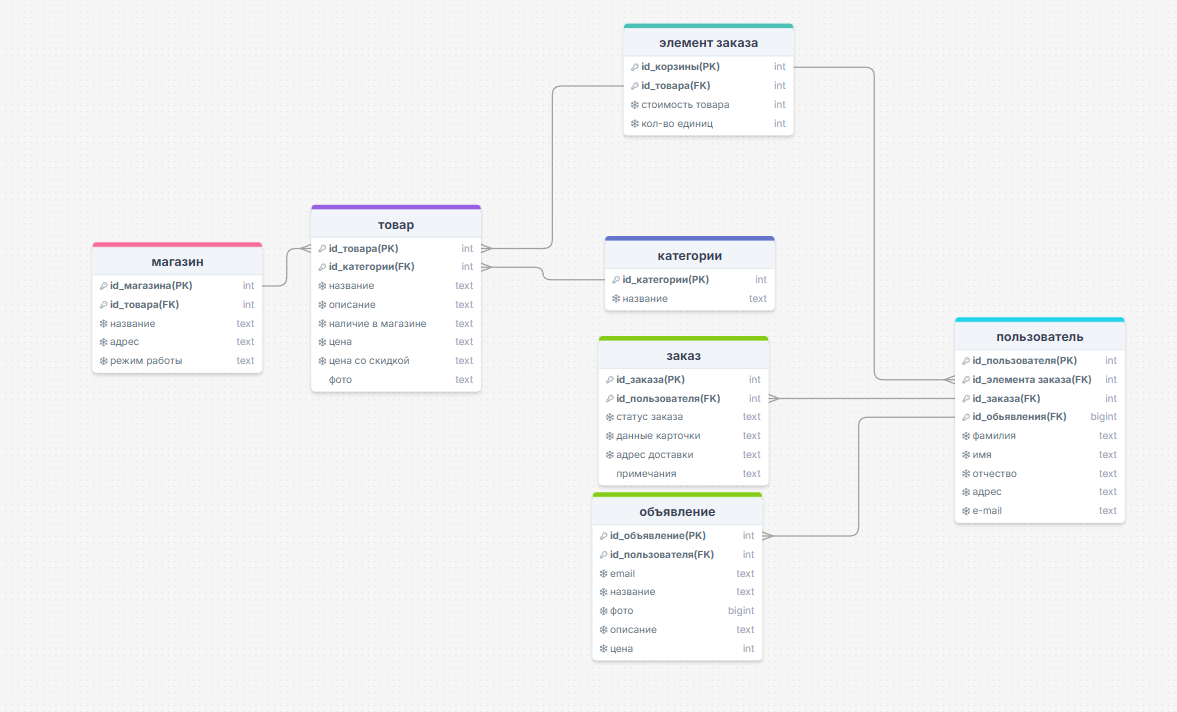 элемент заказа
id_корзины(PK) int
id_товара(FK) int
стоимость товара int
кол-во единиц int
товар
id_товара(PK) int
id_категории(FK) int
название text
описание text
наличие в магазине text
цена text
цена со скидкой text
фото text
магазин
id_магазина(PK) int
id_товара(FK) int
название text
адрес text
режим работы text
категории
id_категории(PK) int
название text
заказ
id_заказа(PK) int
id_пользователя(FK) int
статус заказа text
данные карточки text
адрес доставки text
примечания text
пользователь
id_пользователя(PK) int
id_элемента заказа(FK) int
id_заказа(FK) int
id_обьявления(FK) bigint
фамилия text
имя text
отчество text
адрес text
e-mail text
объявление
id_объявление(PK) int
id_пользователя(FK) int
email text
название text
фото bigint
описание text
цена int